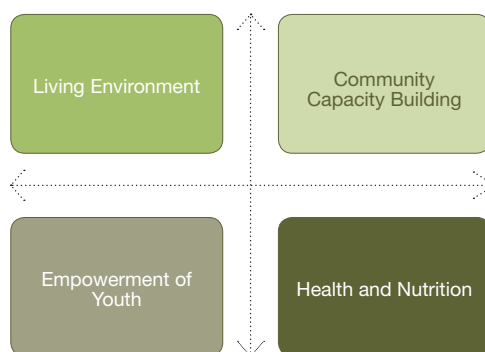 Living Environment
Community
Capacity Building
Empowerment of
Youth
Health and Nutrition